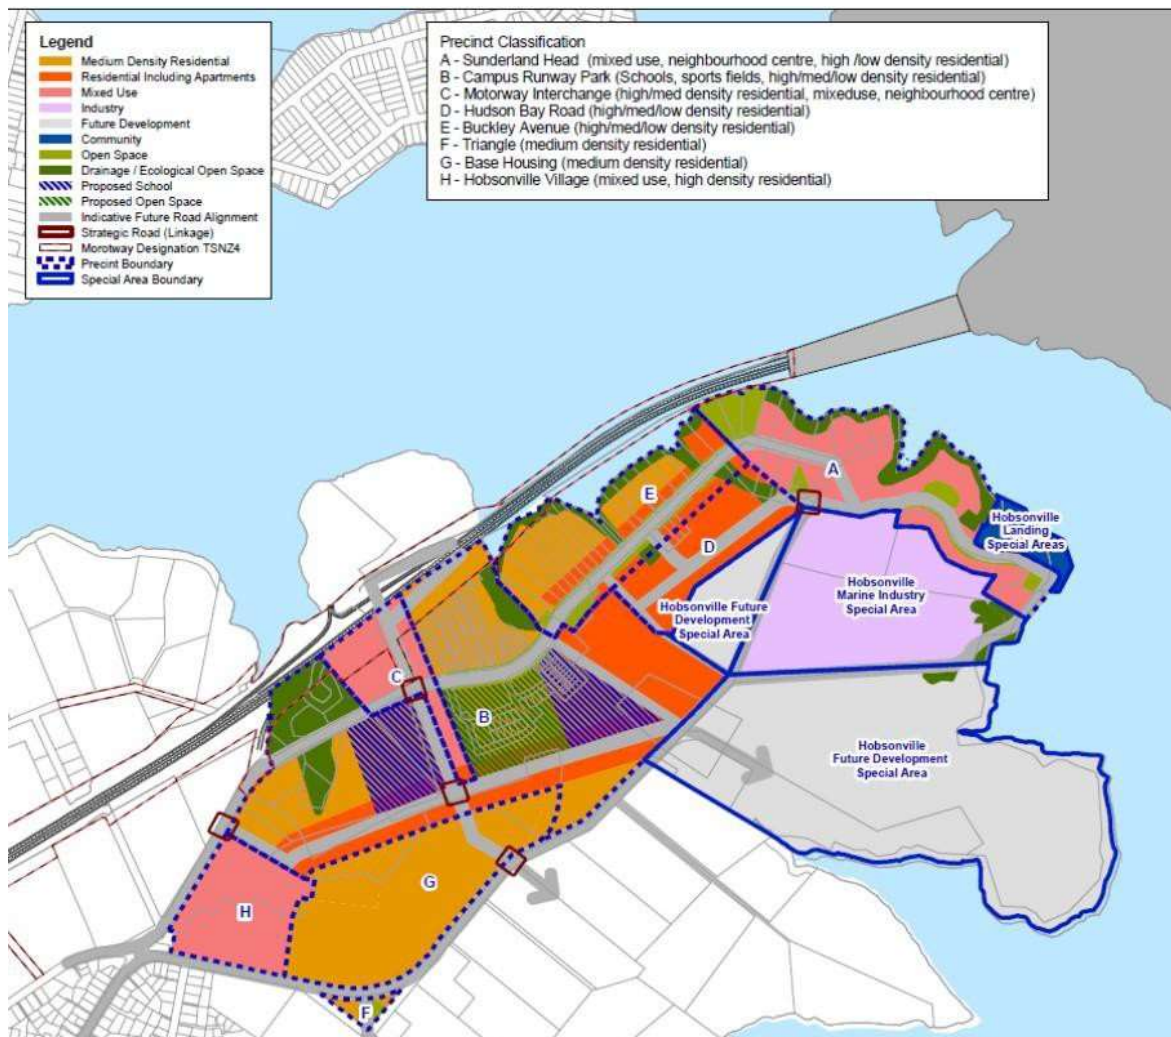 Legend
Medium Density Residential
Residential Including Apartments
Mixed Use
Industry
Future Development
Community
Open Space
Drainage / Ecological Open Space
Proposed School
Proposed Open Space
Indicative Future Road Alignment
Strategic Road (Linkage)
Morotway Designation TSNZ4
Precint Boundary
Special Area Boundary
Precinct Classification
A - Sunderland Head (mixed use, neighbourhood centre, high /low density residential)
B - Campus Runway Park (Schools, sports fields, high/med/low density residential)
C - Motorway Interchange (high/med density residential, mixeduse, neighbourhood centre)
D - Hudson Bay Road (high/med/low density residential)
E - Buckley Avenue (high/med/low density residential)
F - Triangle (medium density residential)
G - Base Housing (medium density residential)
H - Hobsonville Village (mixed use, high density residential)
A
E
D
Hobsonville
Landing
Special Areas
Hobsonville
Marine Industry
Special Area
Hobsonville Future
Development
Special Area
C
B
Hobsonville
Future Development
Special Area
G
H
F